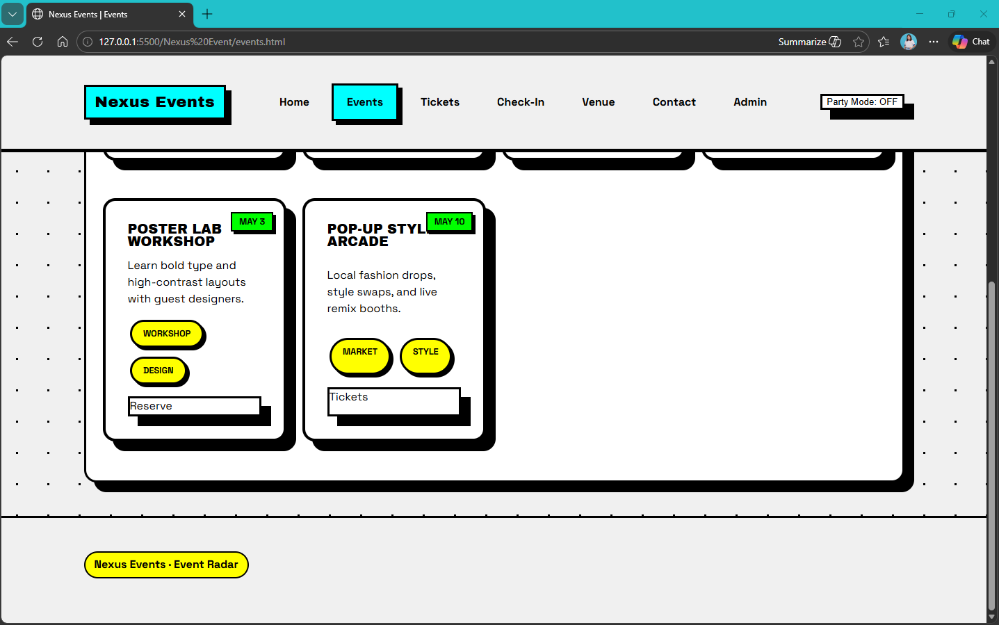 Nexus Events | Events
127.0.0.1:5500/Nexus%20Event/events.html
Summarize
Chat
Nexus Events
Home
Events
Tickets
Check-In
Venue
Contact
Admin
Party Mode: OFF
MAY 3
POSTER LAB
WORKSHOP
Learn bold type and
high-contrast layouts
with guest designers.
WORKSHOP
DESIGN
Reserve
MAY 10
POP-UP STYL
ARCADE
Local fashion drops,
style swaps, and live
remix booths.
MARKET
STYLE
Tickets
Nexus Events · Event Radar